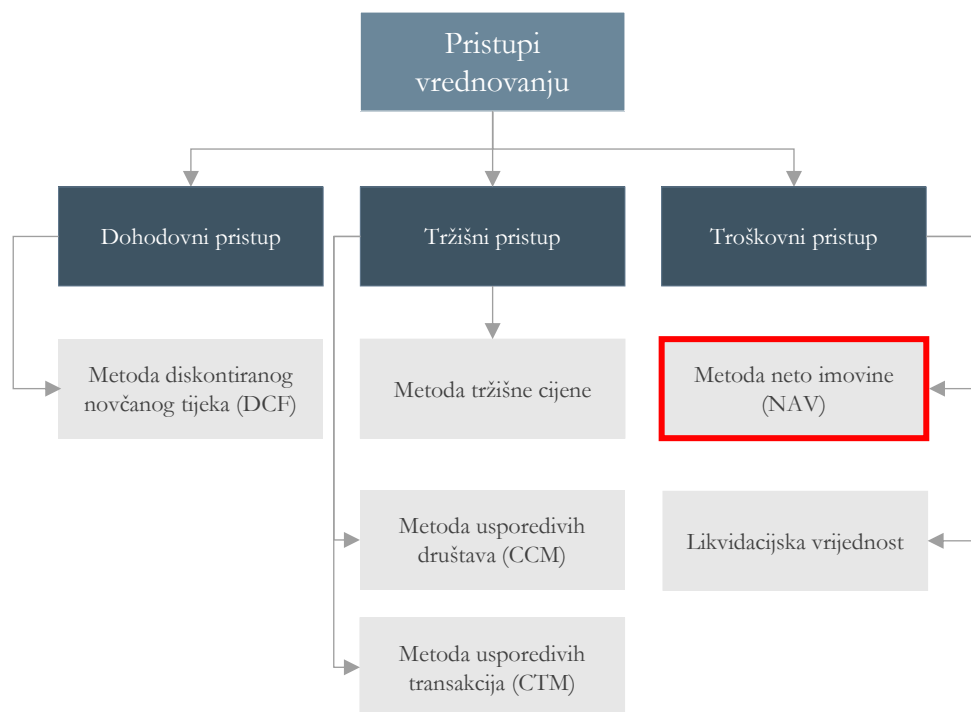 Pristupi
vrednovanju
Dohodovni pristup
Tržišni pristup
Troškovni pristup
Metoda diskontiranog
novčanog tijeka (DCF)
Metoda tržišne cijene
Metoda neto imovine
(NAV)
Metoda usporedivih
društava (CCM)
Likvidacijska vrijednost
Metoda usporedivih
transakcija (CTM)